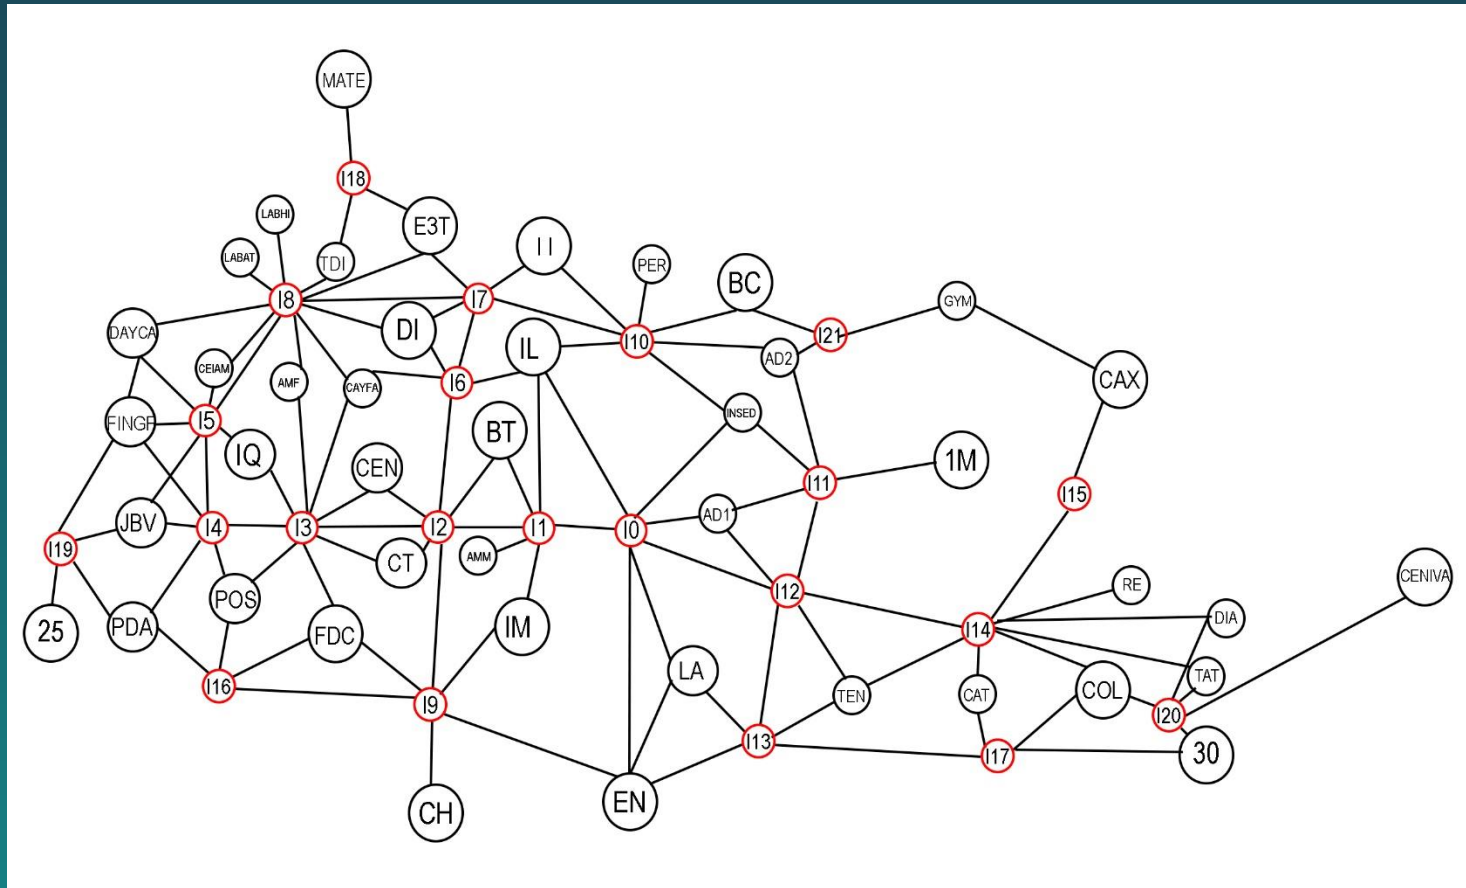 MATE
I18
LABHI
E3T
I I
LABAT
TDI
PER
BC
I8
I7
GYM
DAYCA
DI
I10
I21
IL
AD2
CEIAM
AMF
CAYFA
I6
CAX
FINGF
I5
INSED
BT
IQ
CEN
1M
I11
I15
AD1
JBV
I4
I3
I2
I1
I0
I19
AMM
CT
CENIVA
RE
I12
POS
DIA
25
PDA
FDC
IM
I14
LA
TAT
I16
TEN
CAT
COL
I9
I20
I13
I17
30
EN
CH